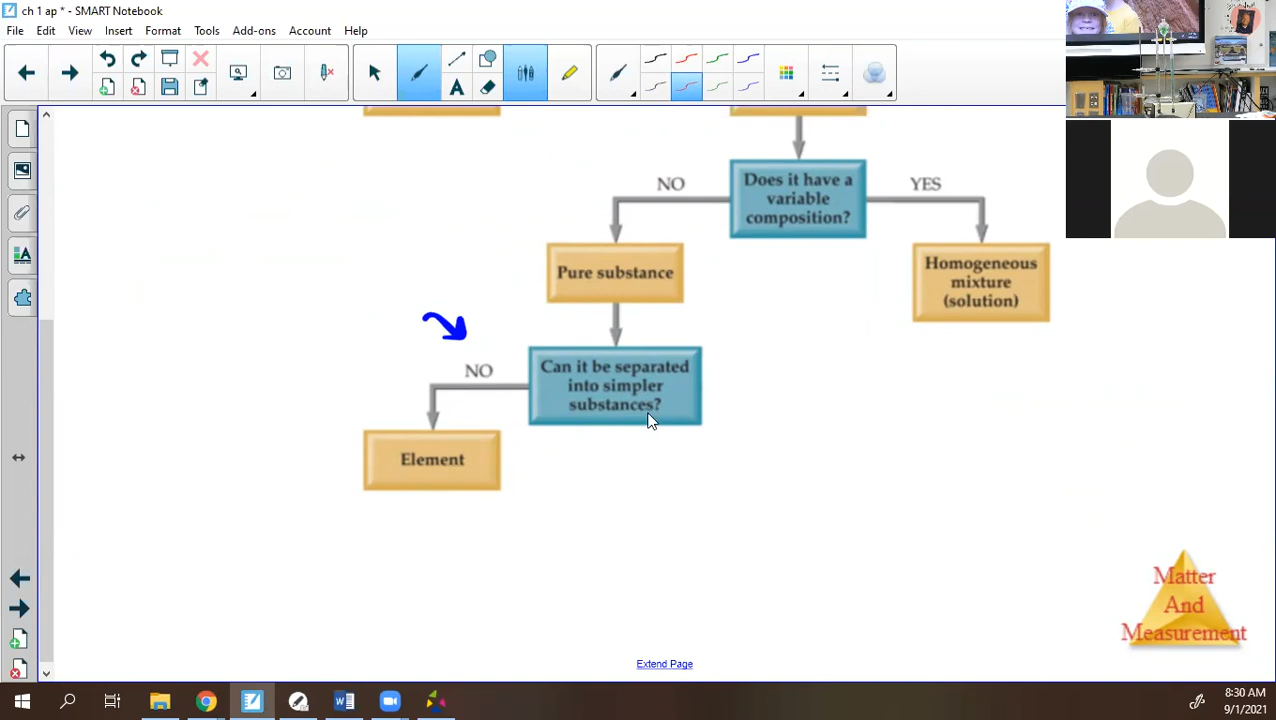 ch 1 ap * - SMART Notebook
File Edit View Insert Format Tools Add-ons Account Help
Does it have a
variable
composition?
NO
YES
Pure substance
Homogeneous
mixture
(solution)
NO
Can it be separated
into simpler
substances?
Element
Matter
And
Measurement
Extend Page
8:30 AM
9/1/2021